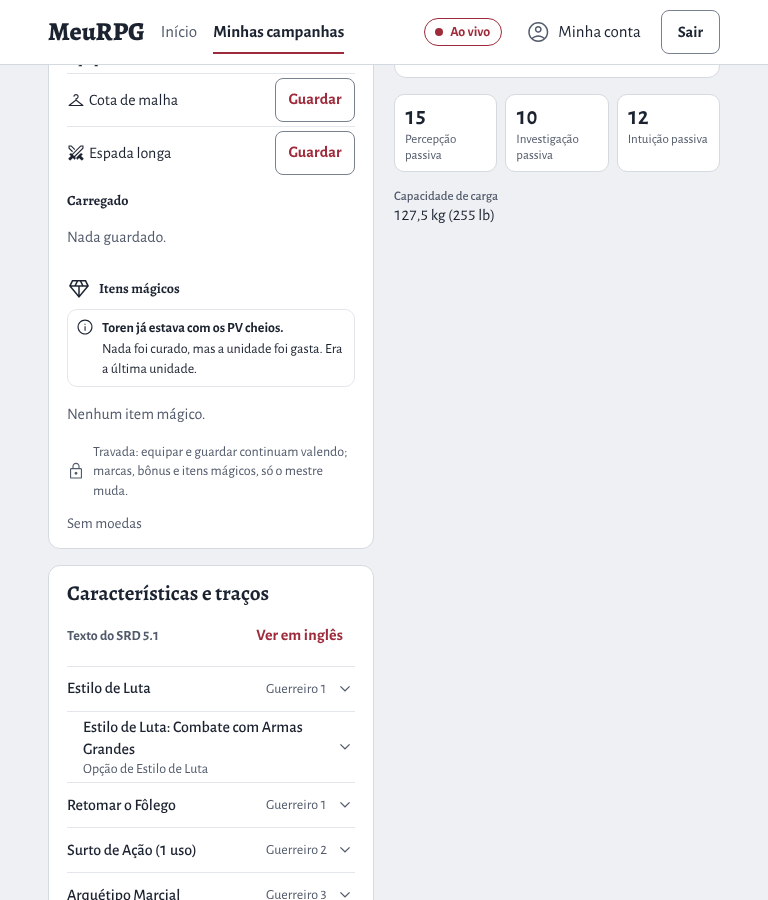 MeuRPG Início Minhas campanhas Ao vivo Minha conta Sair
Cota de malha Guardar
Espada longa Guardar
Carregado
Nada guardado.
Itens mágicos
Toren já estava com os PV cheios.
Nada foi curado, mas a unidade foi gasta. Era
a última unidade.
Nenhum item mágico.
Travada: equipar e guardar continuam valendo;
marcas, bônus e itens mágicos, só o mestre
muda.
Sem moedas
Características e traços
Texto do SRD 5.1 Ver em inglês
Estilo de Luta Guerreiro 1
Estilo de Luta: Combate com Armas
Grandes
Opção de Estilo de Luta
Retomar o Fôlego Guerreiro 1
Surto de Ação (1 uso) Guerreiro 2
Arquétipo Marcial Guerreiro 3
15
Percepção
passiva
10
Investigação
passiva
12
Intuição passiva
Capacidade de carga
127,5 kg (255 lb)